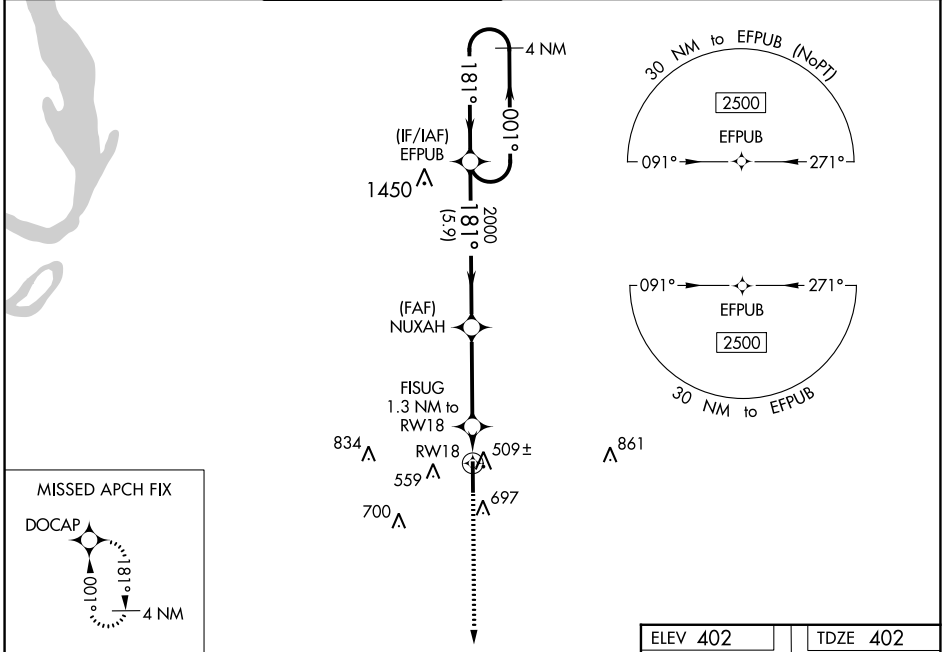 4 NM
181°
001°
(IF/IAF)
EFPUB
1450
2000
181°
(5.9)
(FAF)
NUXAH
FISUG
1.3 NM to
RW18
RW18
509±
834
559
861
700
697
30 NM to EFPUB (NoPT)
2500
EFPUB
091°
271°
091°
271°
EFPUB
2500
30 NM to EFPUB
MISSED APCH FIX
DOCAP
001°
181°
4 NM
ELEV 402
TDZE 402